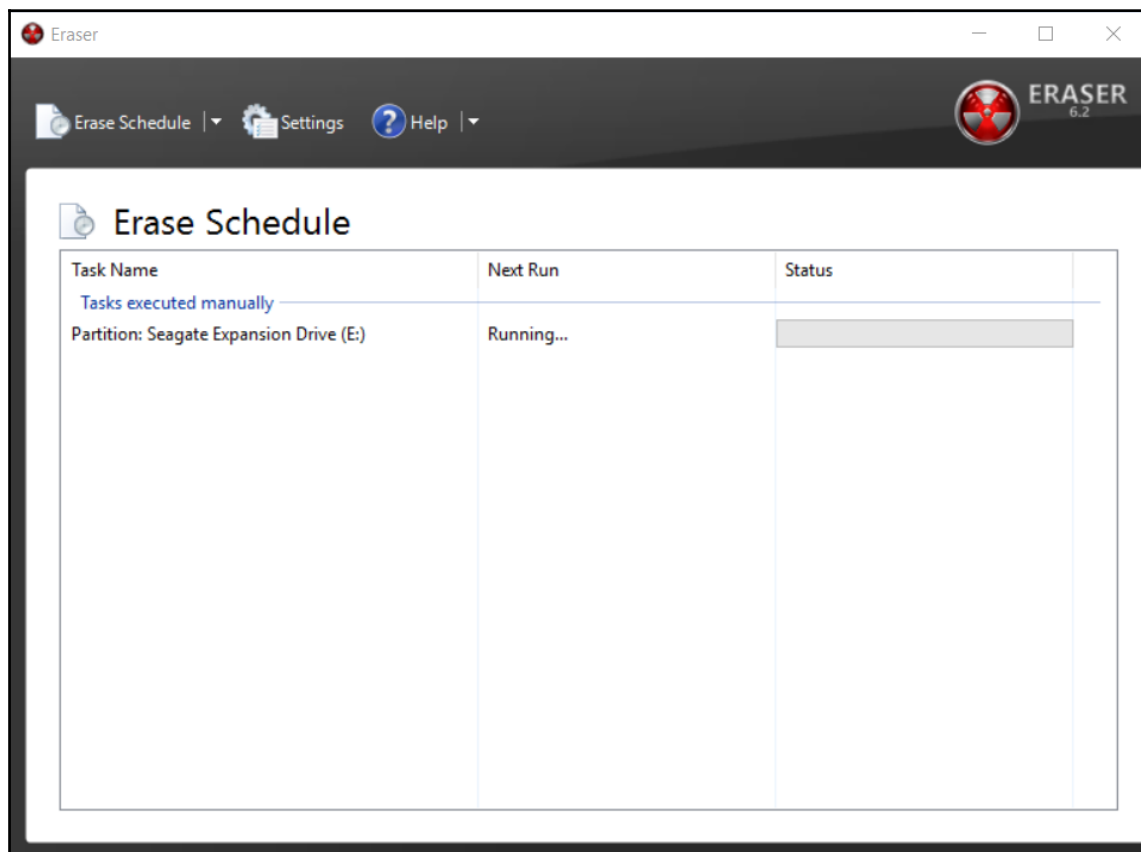 Eraser
Erase Schedule Settings Help
ERASER
6.2
Erase Schedule
Task Name Next Run Status
Tasks executed manually
Partition: Seagate Expansion Drive (E:) Running...